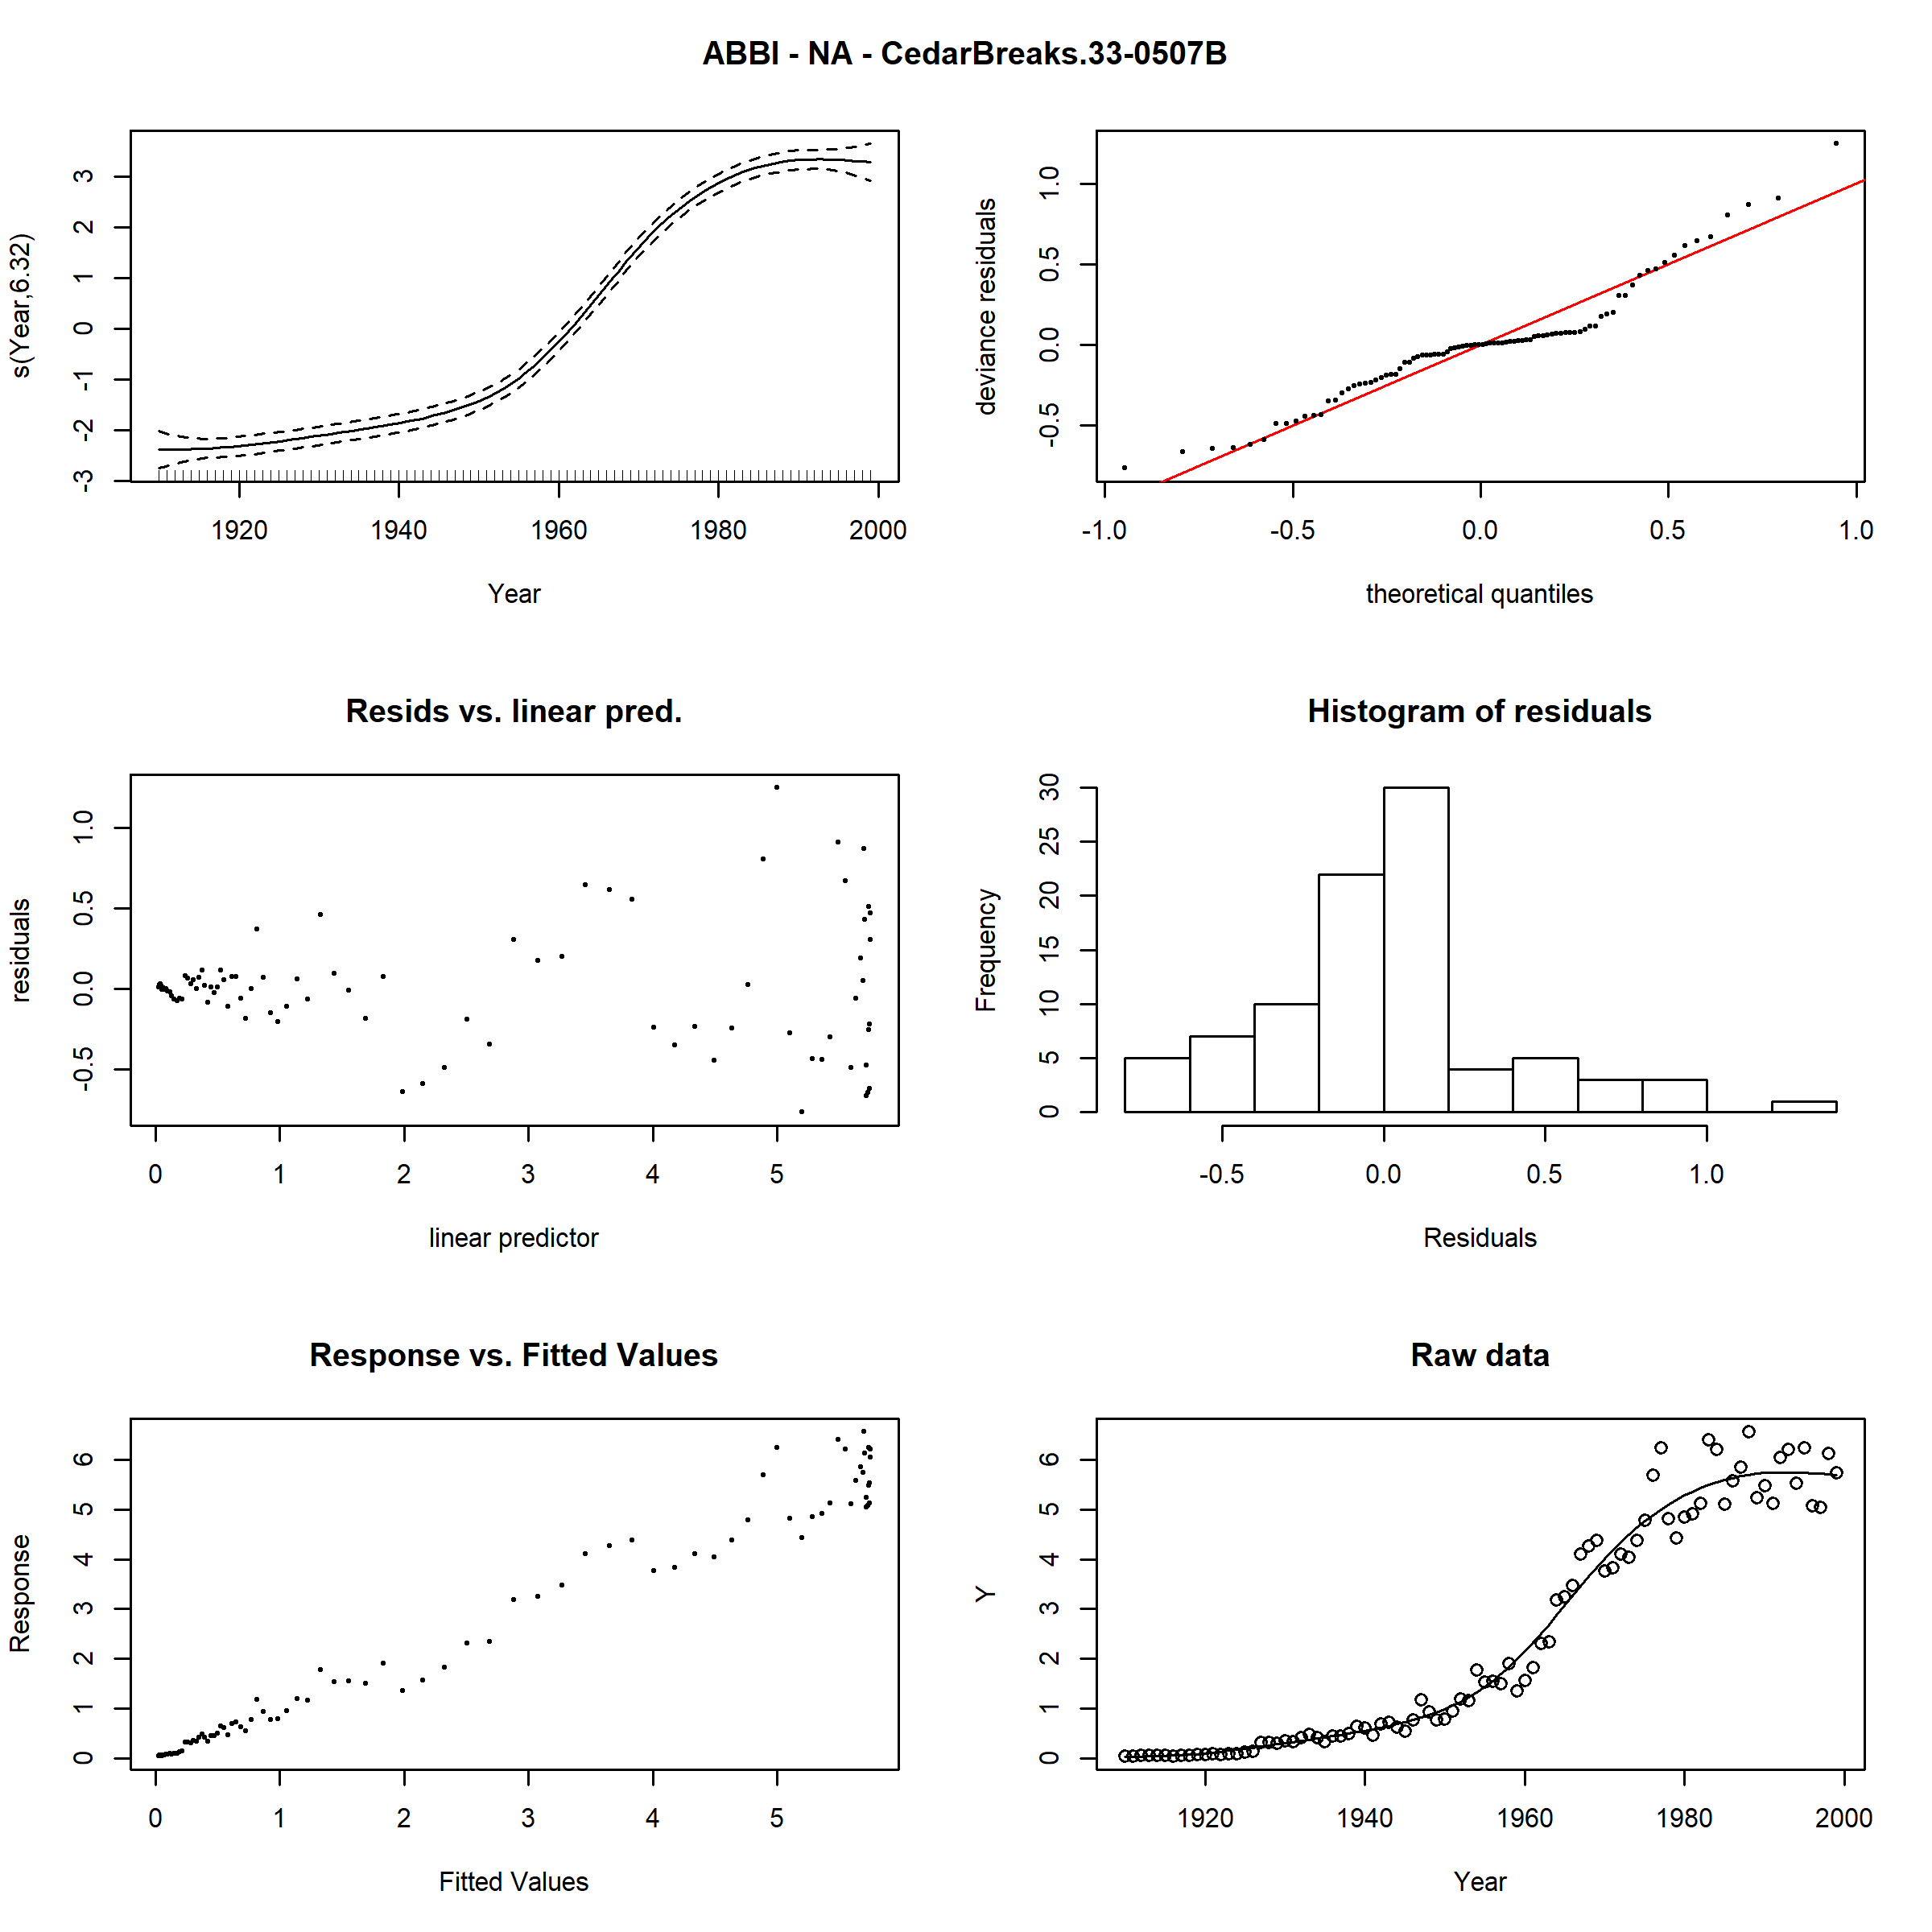 ABBI - NA - CedarBreaks.33-0507B
s(Year,6.32)
3
2
1
0
-1
-2
-3
1920 1940 1960 1980 2000
Year
deviance residuals
1.0
0.5
0.0
-0.5
-1.0 -0.5 0.0 0.5 1.0
theoretical quantiles
Resids vs. linear pred.
residuals
1.0
0.5
0.0
-0.5
0 1 2 3 4 5
linear predictor
Histogram of residuals
Frequency
30
25
20
15
10
5
0
-0.5 0.0 0.5 1.0
Residuals
Response vs. Fitted Values
Response
6
5
4
3
2
1
0
0 1 2 3 4 5
Fitted Values
Raw data
Y
6
5
4
3
2
1
0
1920 1940 1960 1980 2000
Year